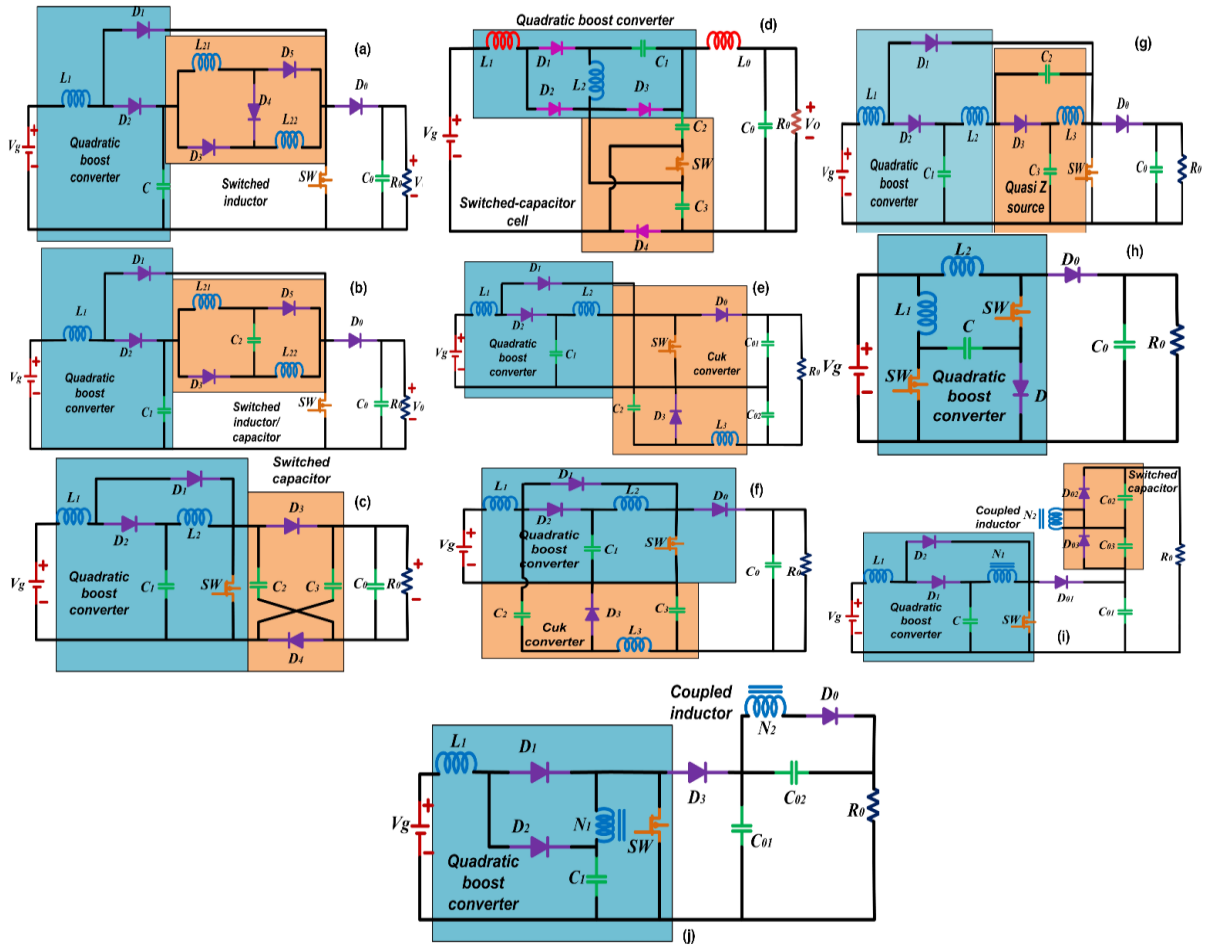 (a)
D1
L21
D5
L1
D4
D0
D2
L22
Vg
+
-
D3
Quadratic
boost
converter
C
Switched
inductor
SW
C0
R0
+
V
-
Quadratic boost converter
(d)
L1
D1
C1
L0
L2
D2
D3
Vg
+
-
C2
C0
R0
+
VO
-
SW
Switched-capacitor
cell
C3
D4
(g)
L1
D1
C2
D0
D2
L2
D3
L3
Vg
+
-
Quadratic
boost
converter
C1
C3
SW
Quasi Z
source
C0
R0
(b)
D1
L21
D5
L1
D0
D2
C2
L22
Vg
+
-
D3
Quadratic
boost
converter
C1
Switched
inductor/
capacitor
SW
C0
R0
+
V0
-
(e)
D1
L1
L2
D0
D2
Vg
+
-
Quadratic
boost
converter
C1
SW
Cuk
converter
C01
R0
C2
D3
C02
L3
(h)
L2
D0
L1
SW
C
Vg
+
-
SW
Quadratic
boost
converter
D
C0
R0
Switched
capacitor
(c)
L1
D1
D3
D2
L2
Vg
+
-
Quadratic
boost
converter
C1
SW
C2
C3
C0
R0
+
-
D4
(f)
L1
D1
L2
D0
D2
Vg
+
-
Quadratic
boost
converter
C1
SW
C0
R0
C2
D3
C3
Cuk
converter
L3
Switched
capacitor
D02
C02
Coupled
inductor
N2
D03
C03
R0
L1
D2
N1
D1
D01
Vg
+
-
Quadratic
boost
converter
C
SW
C01
(i)
Coupled
inductor
D0
N2
L1
D1
D3
C02
Vg
+
-
D2
N1
SW
R0
C01
C1
Quadratic
boost
converter
(j)